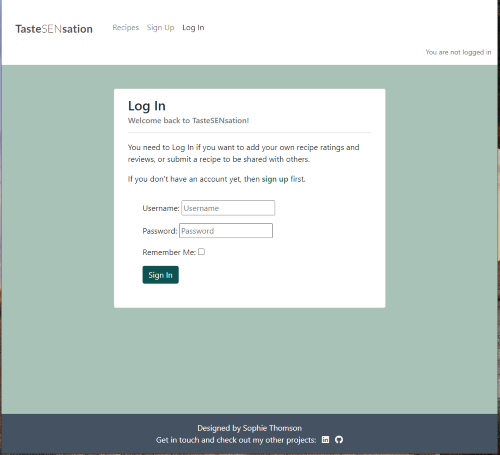 TasteSENsation
Recipes Sign Up Log In
You are not logged in
Log In
Welcome back to TasteSENsation!
You need to Log In if you want to add your own recipe ratings and
reviews, or submit a recipe to be shared with others.
If you don't have an account yet, then sign up first.
Username: Username
Password: Password
Remember Me:
Sign In
Designed by Sophie Thomson
Get in touch and check out my other projects: